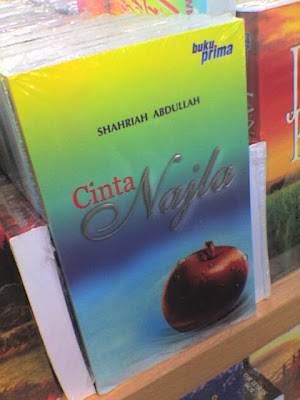 buku
prima
SHAHRIAH ABDULLAH
Cinta Najla